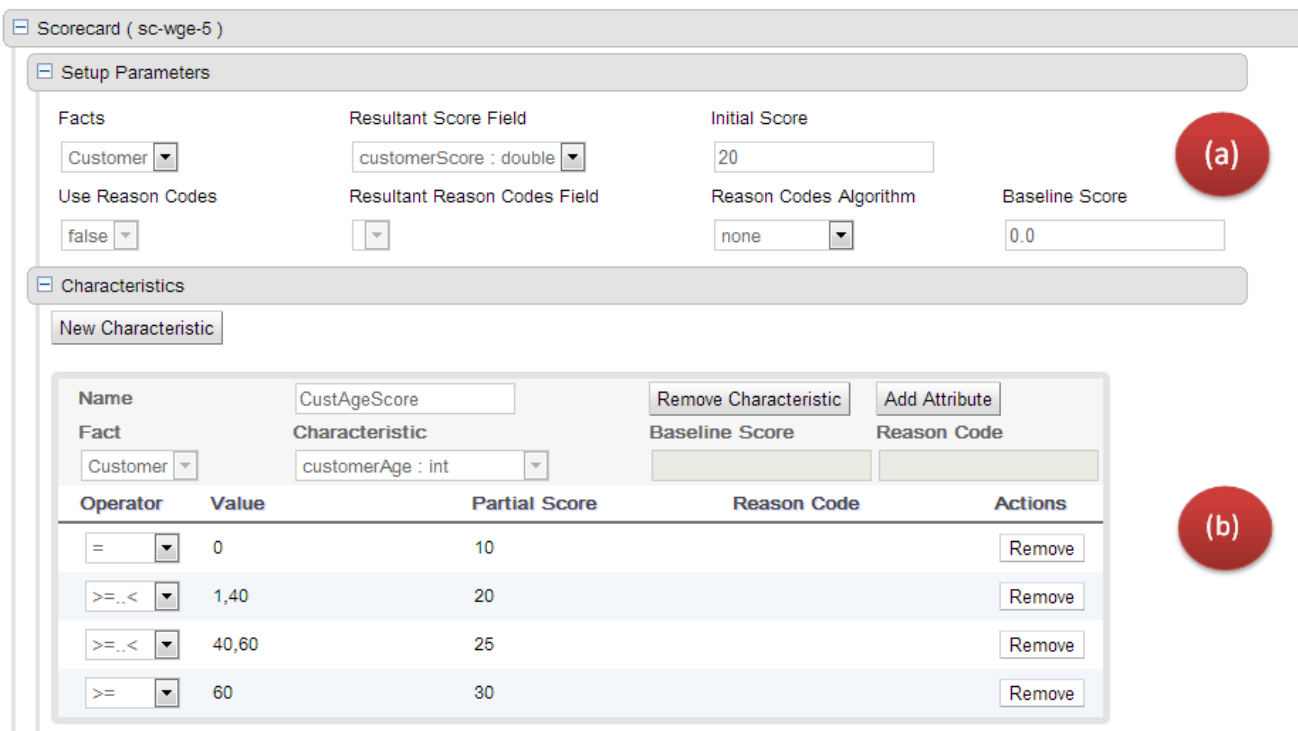 Scorecard ( sc-wge-5 )
Setup Parameters
Facts Resultant Score Field Initial Score
Customer customerScore : double 20
(a)
Use Reason Codes Resultant Reason Codes Field Reason Codes Algorithm Baseline Score
false none 0.0
Characteristics
New Characteristic
Name CustAgeScore Remove Characteristic Add Attribute
Fact Characteristic Baseline Score Reason Code
Customer customerAge : int
Operator Value Partial Score Reason Code Actions
(b)
= 0 10 Remove
>=..< 1,40 20 Remove
>=..< 40,60 25 Remove
>= 60 30 Remove